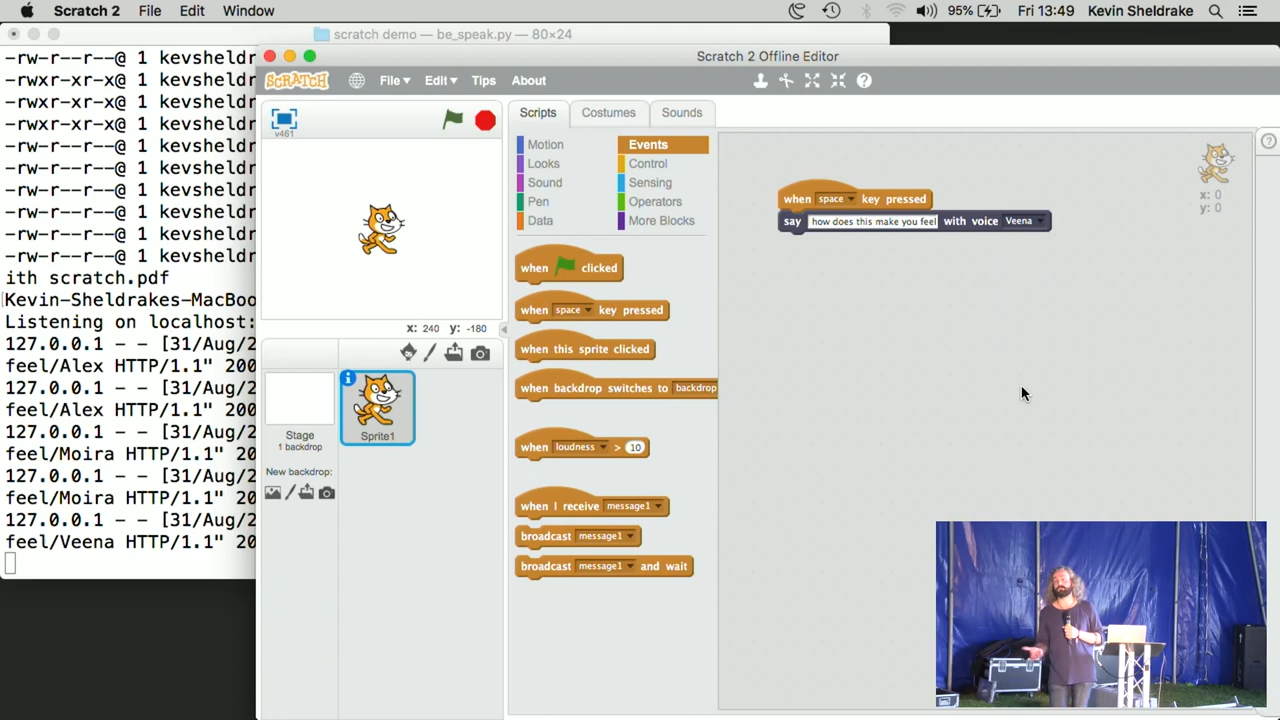 Scratch 2 File Edit Window 95% Fri 13:49 Kevin Sheldrake
scratch demo — be_speak.py — 80×24
Scratch 2 Offline Editor
-rw-r--r--@ 1 kevsheldr
-rwxr-xr-x@ 1 kevsheldr
-rwxr-xr-x@ 1 kevsheldr
-rwxr-xr-x@ 1 kevsheldr
-rw-r--r--@ 1 kevsheldr
-rw-r--r--@ 1 kevsheldr
-rw-r--r--@ 1 kevsheldr
-rw-r--r--@ 1 kevsheldr
-rw-r--r--@ 1 kevsheldr
-rw-r--r--@ 1 kevsheldr
ith scratch.pdf
Kevin-Sheldrakes-MacBoo
Listening on localhost:
127.0.0.1 - - [31/Aug/2
feel/Alex HTTP/1.1" 200
127.0.0.1 - - [31/Aug/2
feel/Alex HTTP/1.1" 200
127.0.0.1 - - [31/Aug/2
feel/Moira HTTP/1.1" 20
127.0.0.1 - - [31/Aug/2
feel/Moira HTTP/1.1" 20
127.0.0.1 - - [31/Aug/2
feel/Veena HTTP/1.1" 20
SCRATCH File Edit Tips About
v461
x: 240 y: -180
Sprite1
Stage
1 backdrop
New backdrop:
Scripts Costumes Sounds
Motion Events
Looks Control
Sound Sensing
Pen Operators
Data More Blocks
when clicked
when space key pressed
when this sprite clicked
when backdrop switches to backdrop
when loudness > 10
when I receive message1
broadcast message1
broadcast message1 and wait
when space key pressed
say how does this make you feel with voice Veena
x: 0
y: 0